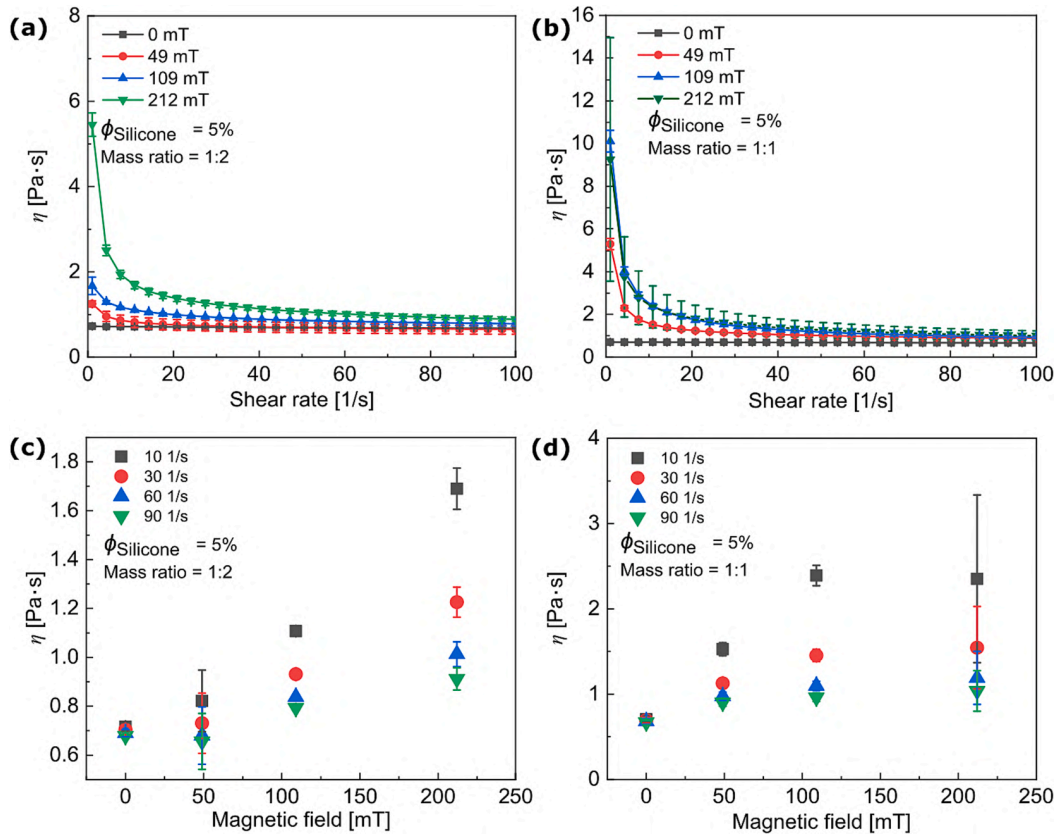 (a)
8
6
4
2
0
η [Pa·s]
0 mT
49 mT
109 mT
212 mT
ϕSilicone = 5%
Mass ratio = 1:2
0 20 40 60 80 100
Shear rate [1/s]
(b)
16
14
12
10
8
6
4
2
0
η [Pa·s]
0 mT
49 mT
109 mT
212 mT
ϕSilicone = 5%
Mass ratio = 1:1
0 20 40 60 80 100
Shear rate [1/s]
(c)
1.8
1.6
1.4
1.2
1.0
0.8
0.6
η [Pa·s]
10 1/s
30 1/s
60 1/s
90 1/s
ϕSilicone = 5%
Mass ratio = 1:2
0 50 100 150 200 250
Magnetic field [mT]
(d)
4
3
2
1
0
η [Pa·s]
10 1/s
30 1/s
60 1/s
90 1/s
ϕSilicone = 5%
Mass ratio = 1:1
0 50 100 150 200 250
Magnetic field [mT]